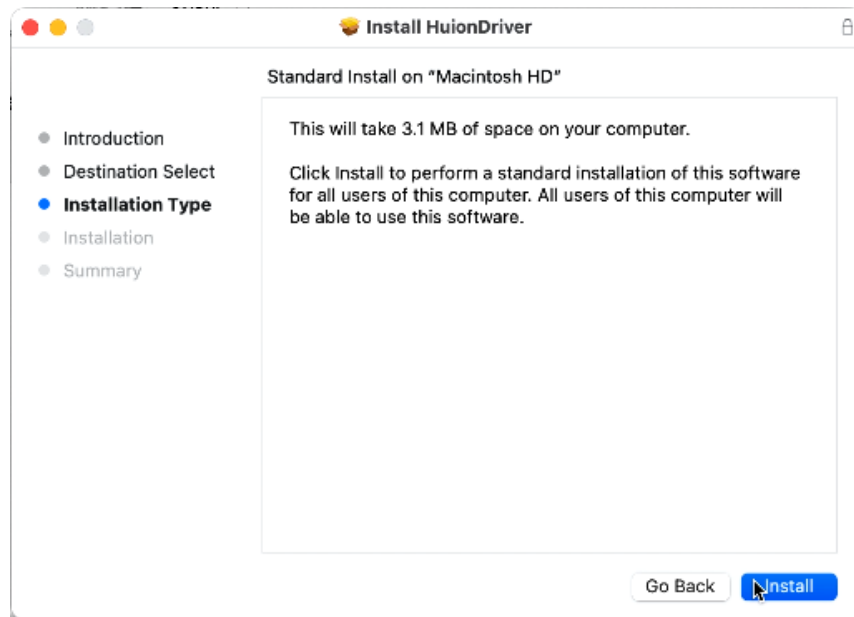 Install HuionDriver
Standard Install on “Macintosh HD”
Introduction
Destination Select
Installation Type
Installation
Summary
This will take 3.1 MB of space on your computer.
Click Install to perform a standard installation of this software
for all users of this computer. All users of this computer will
be able to use this software.
Go Back
Install